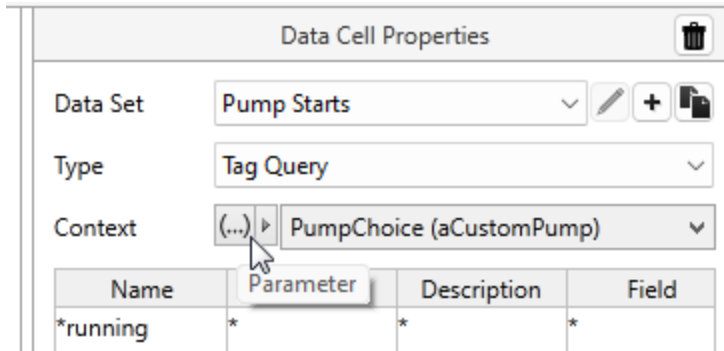 Data Cell Properties
Data Set Pump Starts
Type Tag Query
Context (...) PumpChoice (aCustomPump)
Parameter
Name Description Field
*running * * *